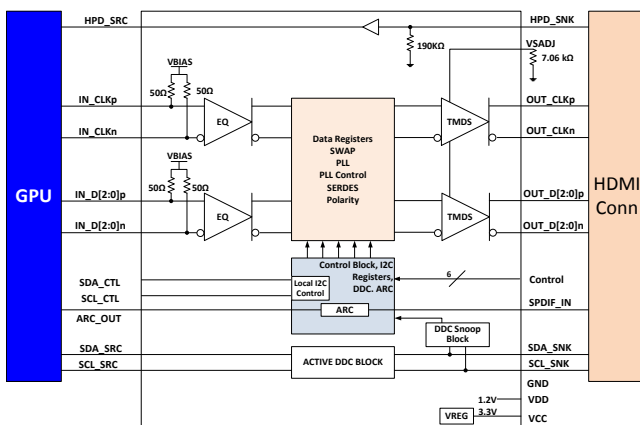 HPD_SRC
HPD_SNK
190KΩ
VSADJ
7.06 kΩ
VBIAS
50Ω
50Ω
IN_CLKp
IN_CLKn
EQ
TMDS
OUT_CLKp
OUT_CLKn
Data Registers
SWAP
PLL
PLL Control
SERDES
Polarity
VBIAS
50Ω
50Ω
GPU
IN_D[2:0]p
IN_D[2:0]n
EQ
TMDS
OUT_D[2:0]p
OUT_D[2:0]n
HDMI
Conn
Control Block, I2C
Registers,
DDC. ARC
Local I2C
Control
SDA_CTL
SCL_CTL
6
Control
ARC_OUT
ARC
SPDIF_IN
DDC Snoop
Block
SDA_SRC
SCL_SRC
ACTIVE DDC BLOCK
SDA_SNK
SCL_SNK
GND
1.2V
VDD
VREG
3.3V
VCC